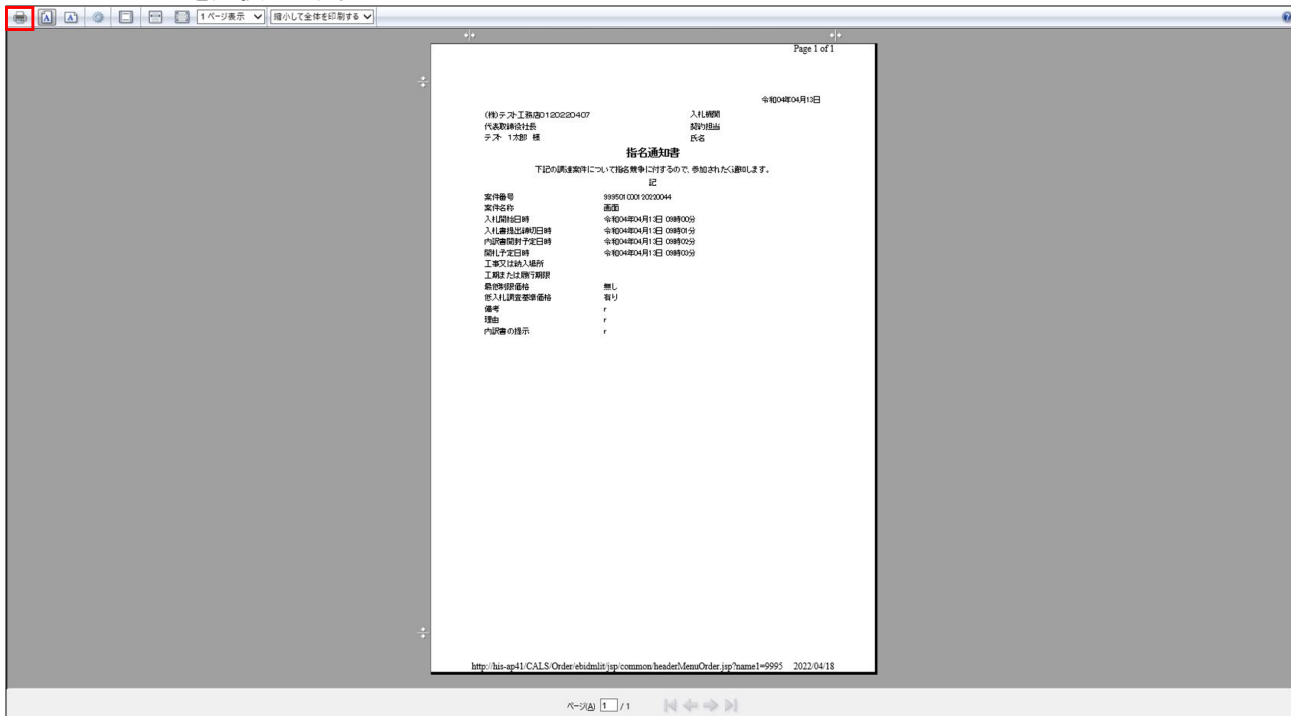 1 ページ表示
縮小して全体を印刷する
Page 1 of 1
令和04年04月13日
(株)テスト工務店0120220407
入札機関
代表取締役社長
契約担当
テスト 1太郎 様
氏名
指名通知書
下記の調達案件について指名競争に付するので、参加されたく通知します。
記
案件番号 9995010001 20220044
案件名称 画面
入札開始日時 令和04年04月13日 09時00分
入札書提出締切日時 令和04年04月13日 09時01分
内訳書開封予定日時 令和04年04月13日 09時02分
開札予定日時 令和04年04月13日 09時03分
工事又は納入場所
工期または履行期限
最低制限価格 無し
低入札調査基準価格 有り
備考 r
理由 r
内訳書の提示 r
http://his-ap41/CALS/Order/ebidmlit/jsp/common/headerMenuOrder.jsp?name1=9995 2022/04/18
ページ(A) 1 / 1